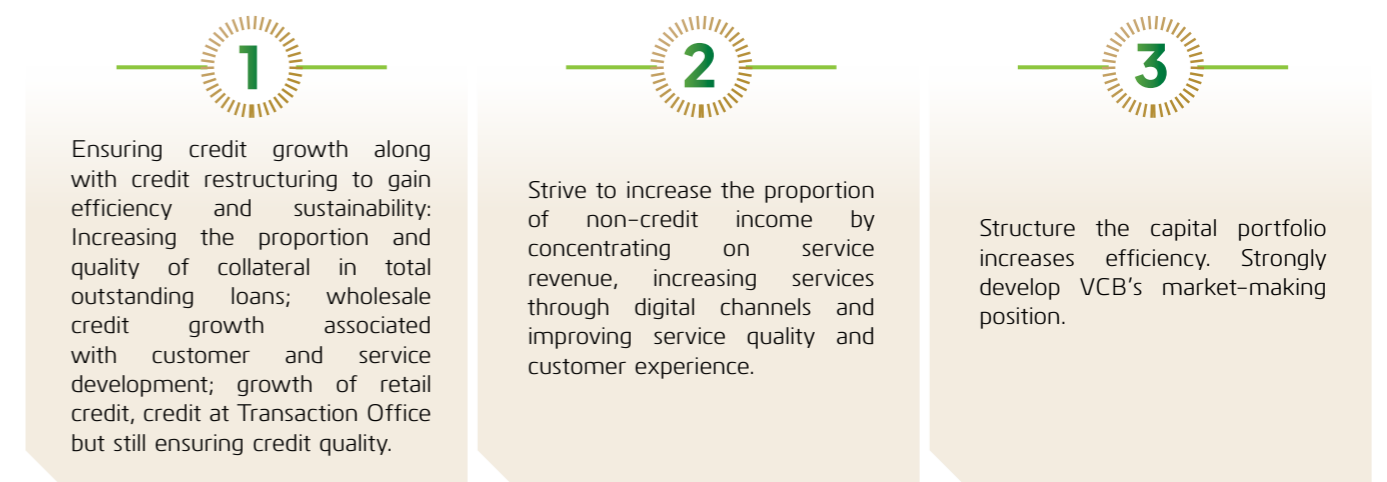 1
Ensuring credit growth along
with credit restructuring to gain
efficiency and sustainability:
Increasing the proportion and
quality of collateral in total
outstanding loans; wholesale
credit growth associated
with customer and service
development; growth of retail
credit, credit at Transaction Office
but still ensuring credit quality.
2
Strive to increase the proportion
of non-credit income by
concentrating on service
revenue, increasing services
through digital channels and
improving service quality and
customer experience.
3
Structure the capital portfolio
increases efficiency. Strongly
develop VCB's market-making
position.